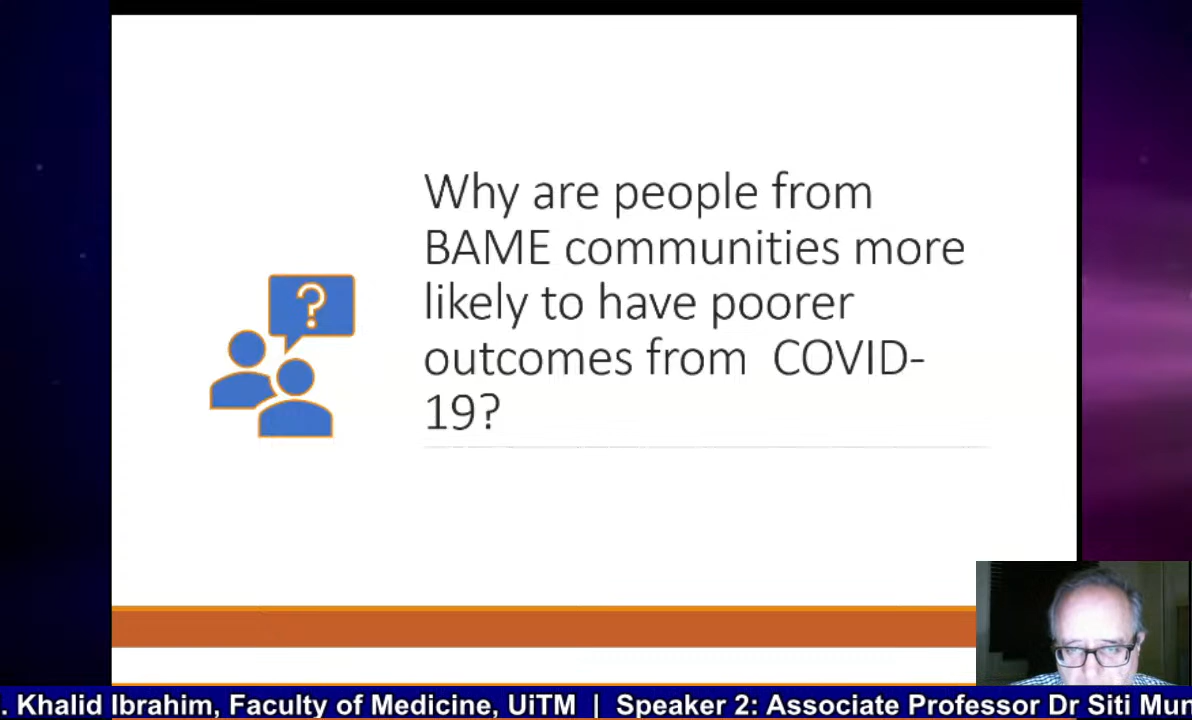 Why are people from
BAME communities more
likely to have poorer
outcomes from COVID-
19?
?
. Khalid Ibrahim, Faculty of Medicine, UiTM | Speaker 2: Associate Professor Dr Siti Mun